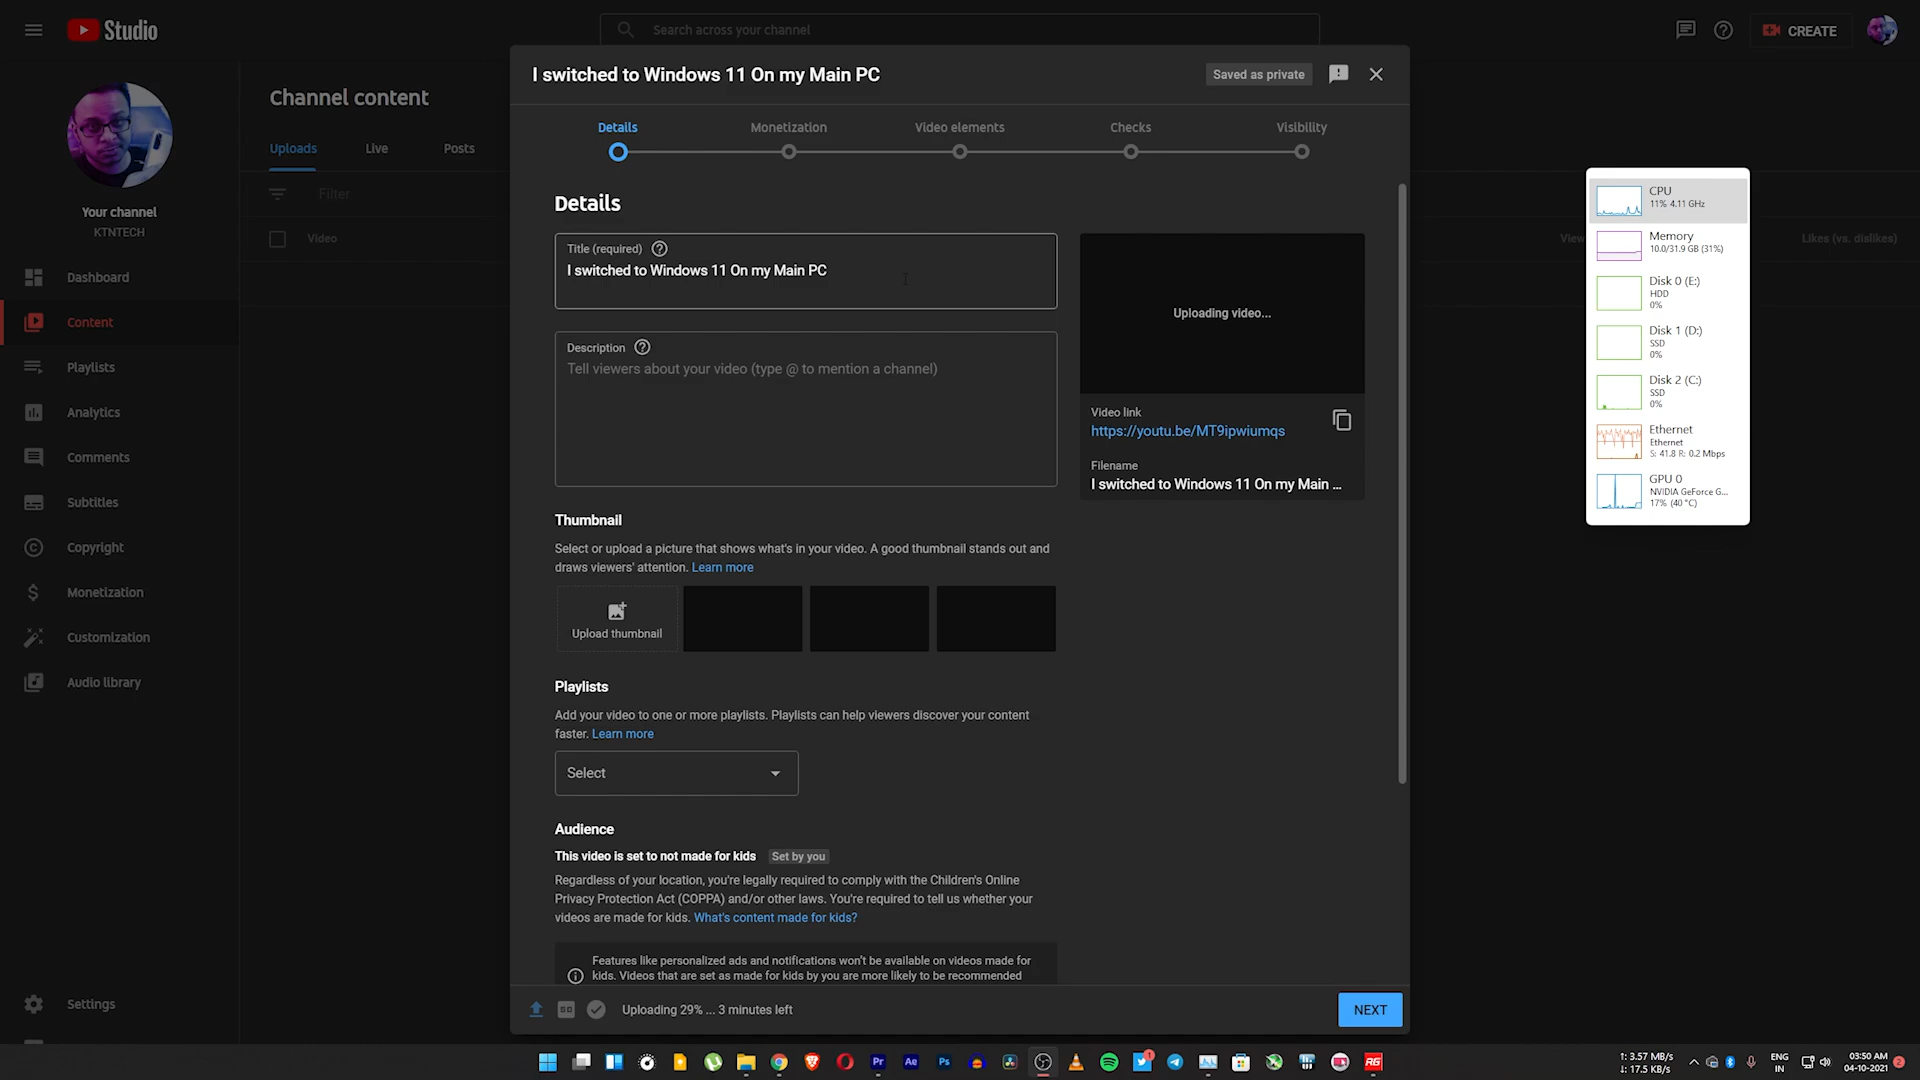 Studio
Search across your channel
CREATE
Your channel
KTNTECH
Dashboard
Content
Playlists
Analytics
Comments
Subtitles
Copyright
Monetization
Customization
Audio library
Settings
Channel content
Uploads
Live
Posts
Filter
Video
Likes (vs. dislikes)
I switched to Windows 11 On my Main PC
Saved as private
Details
Monetization
Video elements
Checks
Visibility
Details
Title (required)
I switched to Windows 11 On my Main PC
Description
Tell viewers about your video (type @ to mention a channel)
Uploading video...
Video link
https://youtu.be/MT9ipwiumqs
Filename
I switched to Windows 11 On my Main ...
Thumbnail
Select or upload a picture that shows what's in your video. A good thumbnail stands out and
draws viewers' attention. Learn more
Upload thumbnail
Playlists
Add your video to one or more playlists. Playlists can help viewers discover your content
faster. Learn more
Select
Audience
This video is set to not made for kids Set by you
Regardless of your location, you're legally required to comply with the Children's Online
Privacy Protection Act (COPPA) and/or other laws. You're required to tell us whether your
videos are made for kids. What's content made for kids?
Features like personalized ads and notifications won't be available on videos made for
kids. Videos that are set as made for kids by you are more likely to be recommended
Uploading 29% ... 3 minutes left
NEXT
CPU
11% 4.11 GHz
Memory
10.0/31.9 GB (31%)
Disk 0 (E:)
HDD
0%
Disk 1 (D:)
SSD
0%
Disk 2 (C:)
SSD
0%
Ethernet
Ethernet
S: 41.8 R: 0.2 Mbps
GPU 0
NVIDIA GeForce G...
17% (40 °C)
Pr
Ae
Ps
1
RG
↑: 3.57 MB/s
↓: 17.5 KB/s
ENG
IN
03:50 AM
04-10-2021
2